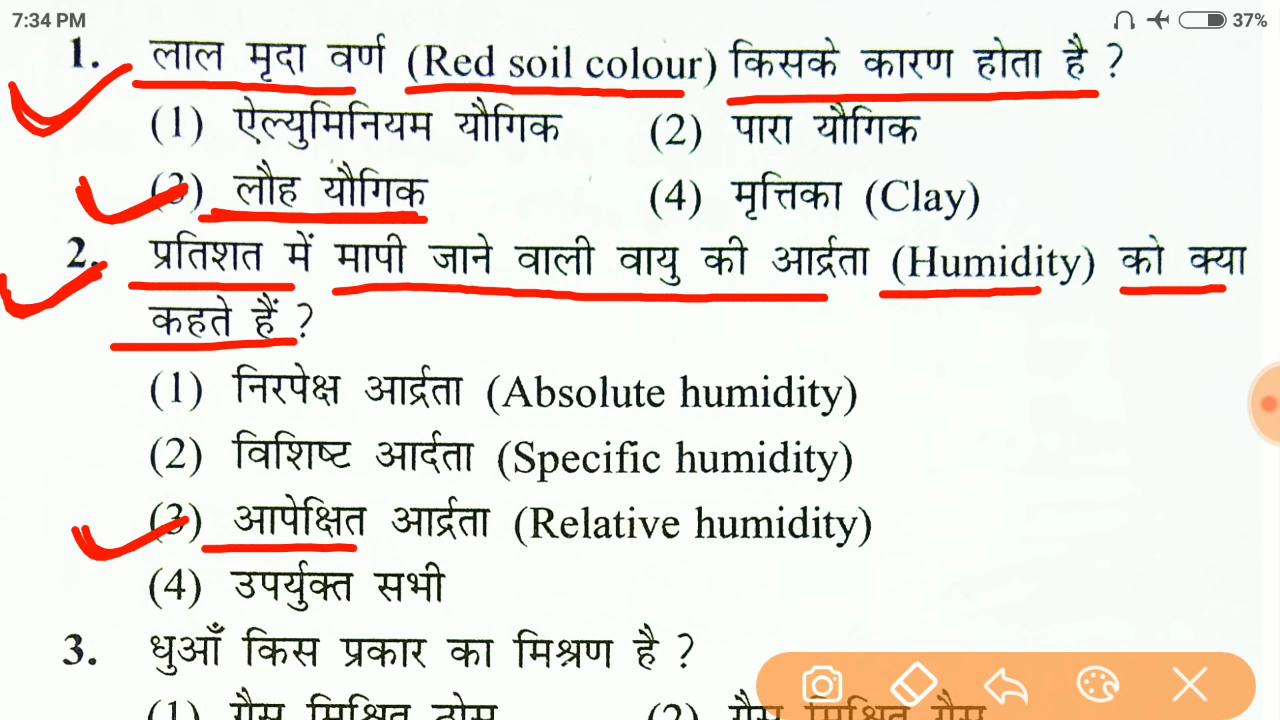 7:34 PM 37%
1. लाल मृदा वर्ण (Red soil colour) किसके कारण होता है ?
(1) ऐल्युमिनियम यौगिक (2) पारा यौगिक
(3) लौह यौगिक (4) मृत्तिका (Clay)
2. प्रतिशत में मापी जाने वाली वायु की आर्द्रता (Humidity) को क्या
कहते हैं ?
(1) निरपेक्ष आर्द्रता (Absolute humidity)
(2) विशिष्ट आर्दता (Specific humidity)
(3) आपेक्षित आर्द्रता (Relative humidity)
(4) उपर्युक्त सभी
3. धुआँ किस प्रकार का मिश्रण है ?
(1) गैस मिश्रित ठोस (2) गैस मिश्रित गैस